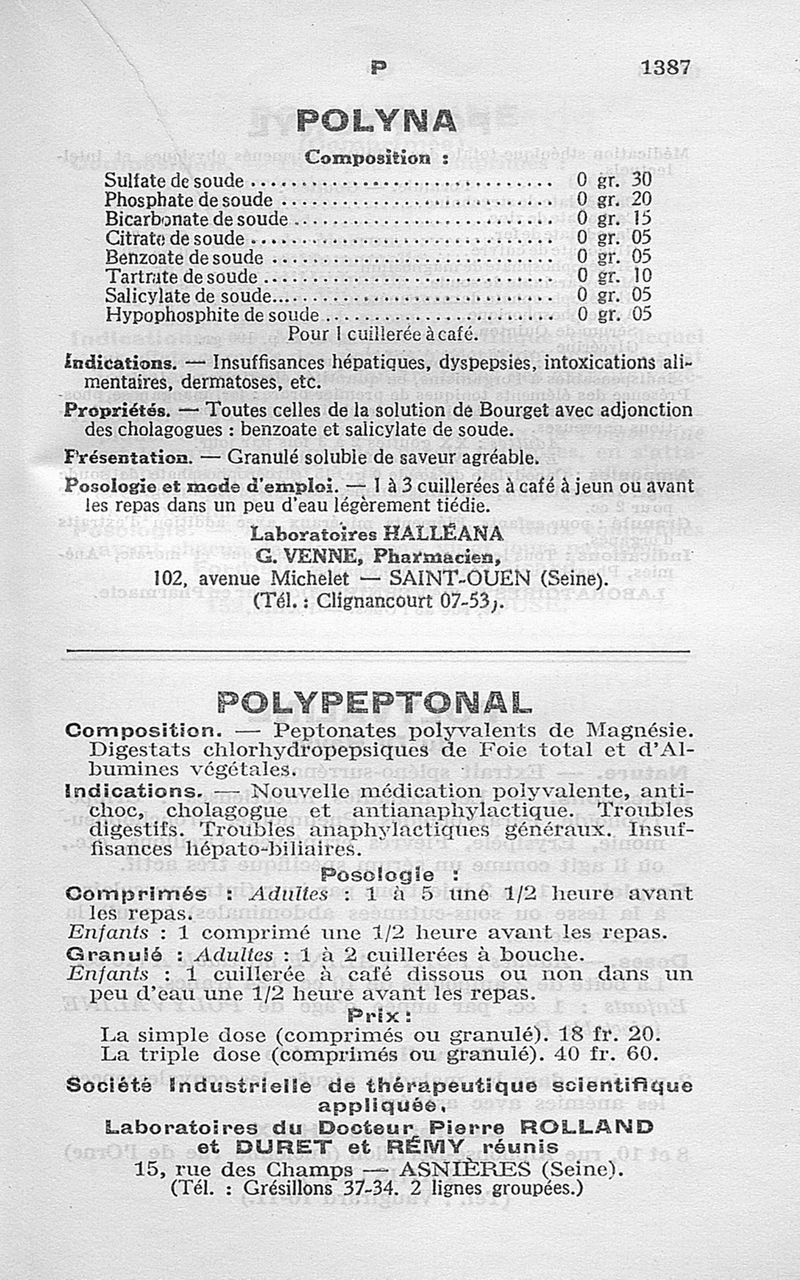 P 1387
POLYNA
Composition :
Sulfate de soude .............................. 0 gr. 30
Phosphate de soude ........................... 0 gr. 20
Bicarbonate de soude ......................... 0 gr. 15
Citrate de soude .............................. 0 gr. 05
Benzoate de soude ............................ 0 gr. 05
Tartrate de soude ............................. 0 gr. 10
Salicylate de soude............................ 0 gr. 05
Hypophosphite de soude ...................... 0 gr. 05
Pour 1 cuillerée à café.
Indications. — Insuffisances hépatiques, dyspepsies, intoxications ali-
mentaires, dermatoses, etc.
Propriétés. — Toutes celles de la solution de Bourget avec adjonction
des cholagogues : benzoate et salicylate de soude.
Présentation. — Granulé soluble de saveur agréable.
Posologie et mode d'emploi. — 1 à 3 cuillerées à café à jeun ou avant
les repas dans un peu d'eau légèrement tiédie.
Laboratoires HALLÉANA
G. VENNE, Pharmacien,
102, avenue Michelet — SAINT-OUEN (Seine).
(Tél. : Clignancourt 07-53).
POLYPEPTONAL
Composition. — Peptonates polyvalents de Magnésie.
Digestats chlorhydropepsiques de Foie total et d'Al-
bumines végétales.
Indications. — Nouvelle médication polyvalente, anti-
choc, cholagogue et antianaphylactique. Troubles
digestifs. Troubles anaphylactiques généraux. Insuf-
fisances hépato-biliaires.
Posologie :
Comprimés : Adultes : 1 à 5 une 1/2 heure avant
les repas.
Enfants : 1 comprimé une 1/2 heure avant les repas.
Granulé : Adultes : 1 à 2 cuillerées à bouche.
Enfants : 1 cuillerée à café dissous ou non dans un
peu d'eau une 1/2 heure avant les repas.
Prix :
La simple dose (comprimés ou granulé). 18 fr. 20.
La triple dose (comprimés ou granulé). 40 fr. 60.
Société Industrielle de thérapeutique scientifique
appliquée,
Laboratoires du Docteur Pierre ROLLAND
et DURET et RÉMY réunis
15, rue des Champs — ASNIÈRES (Seine).
(Tél. : Grésillons 37-34. 2 lignes groupées.)